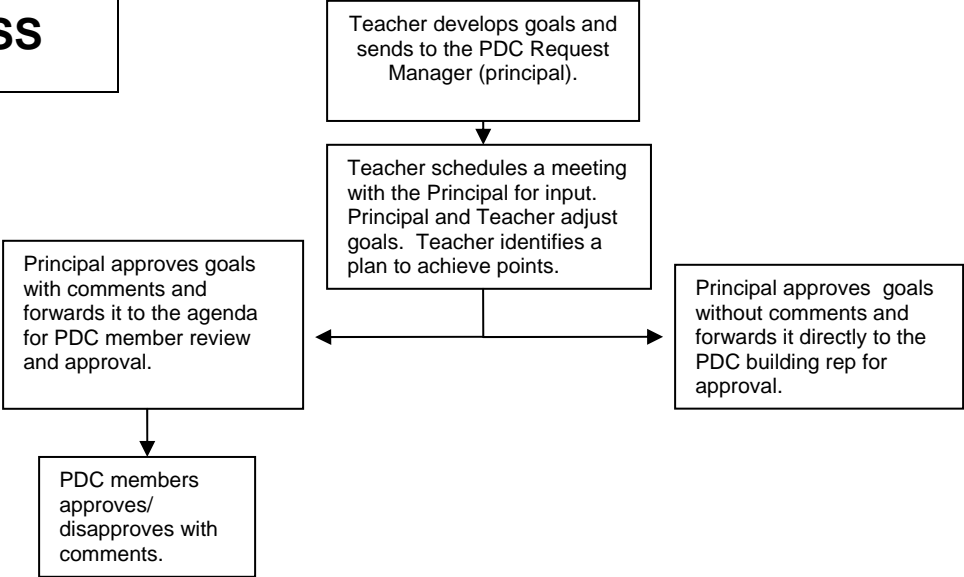 SS
Teacher develops goals and
sends to the PDC Request
Manager (principal).
Teacher schedules a meeting
with the Principal for input.
Principal and Teacher adjust
goals.  Teacher identifies a
plan to achieve points.
Principal approves goals
with comments and
forwards it to the agenda
for PDC member review
and approval.
Principal approves  goals
without comments and
forwards it directly to the
PDC building rep for
approval.
PDC members
approves/
disapproves with
comments.